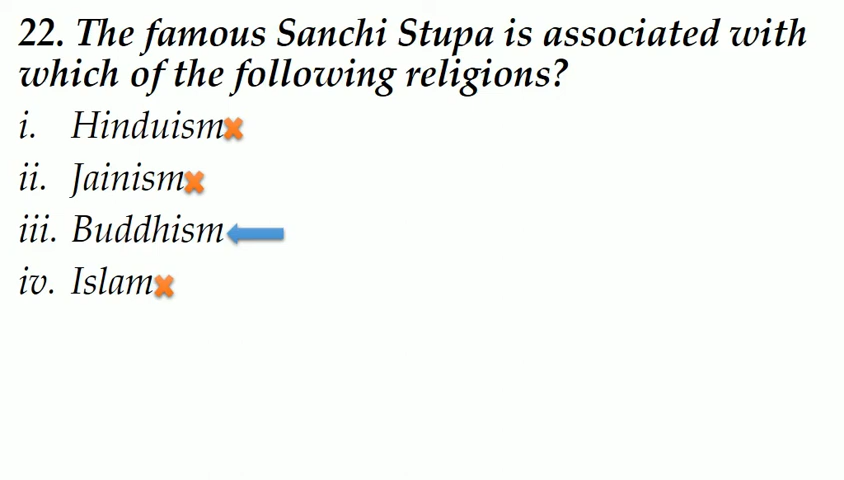 22. The famous Sanchi Stupa is associated with
which of the following religions?
i. Hinduism
ii. Jainism
iii. Buddhism
iv. Islam